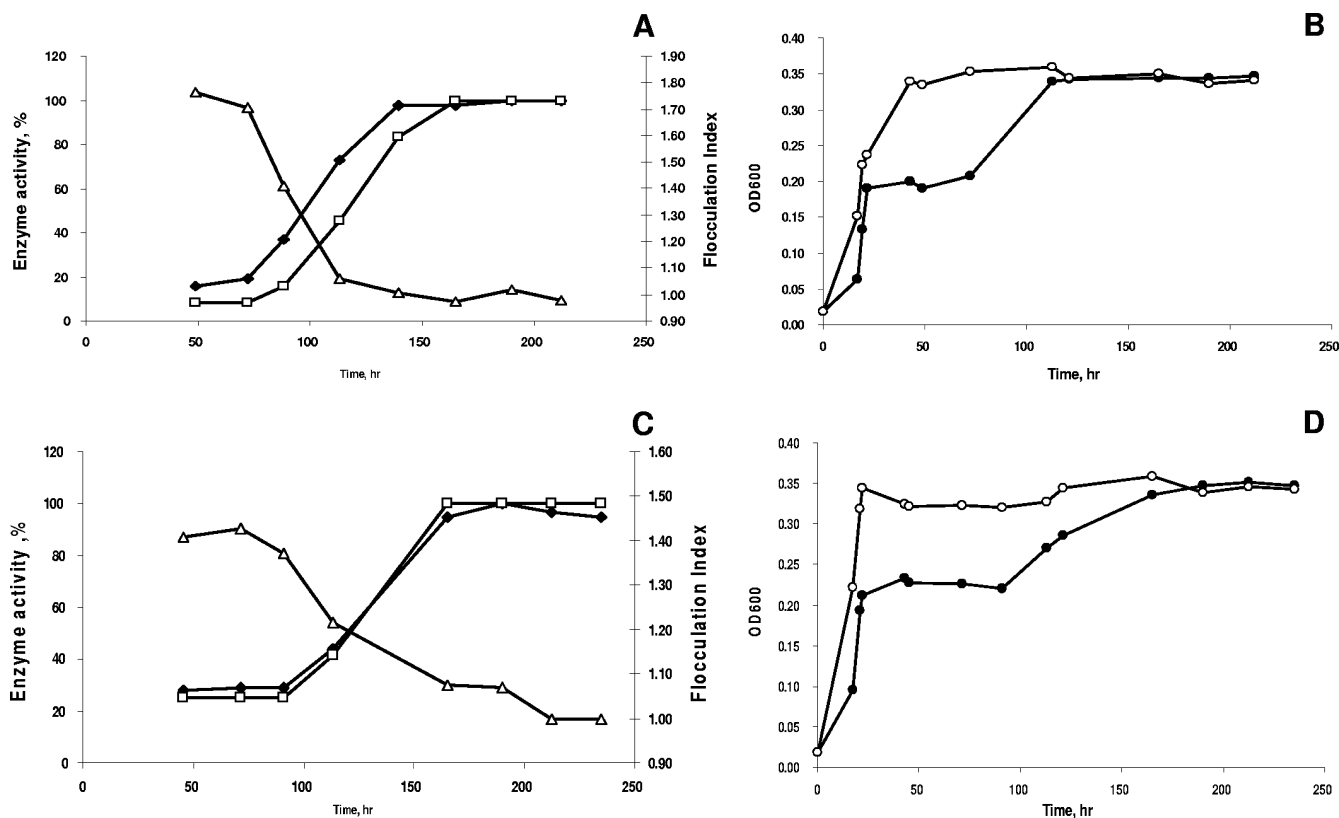 A
120
100
80
60
40
20
0
Enzyme activity, %
1.90
1.80
1.70
1.60
1.50
1.40
1.30
1.20
1.10
1.00
0.90
Flocculation Index
0 50 100 150 200 250
Time, hr
B
0.40
0.35
0.30
0.25
0.20
0.15
0.10
0.05
0.00
OD600
0 50 100 150 200 250
Time, hr
C
120
100
80
60
40
20
0
Enzyme activity ,%
1.60
1.50
1.40
1.30
1.20
1.10
1.00
0.90
Flocculation Index
0 50 100 150 200 250
Time, hr
D
0.40
0.35
0.30
0.25
0.20
0.15
0.10
0.05
0.00
OD600
0 50 100 150 200 250
Time, hr